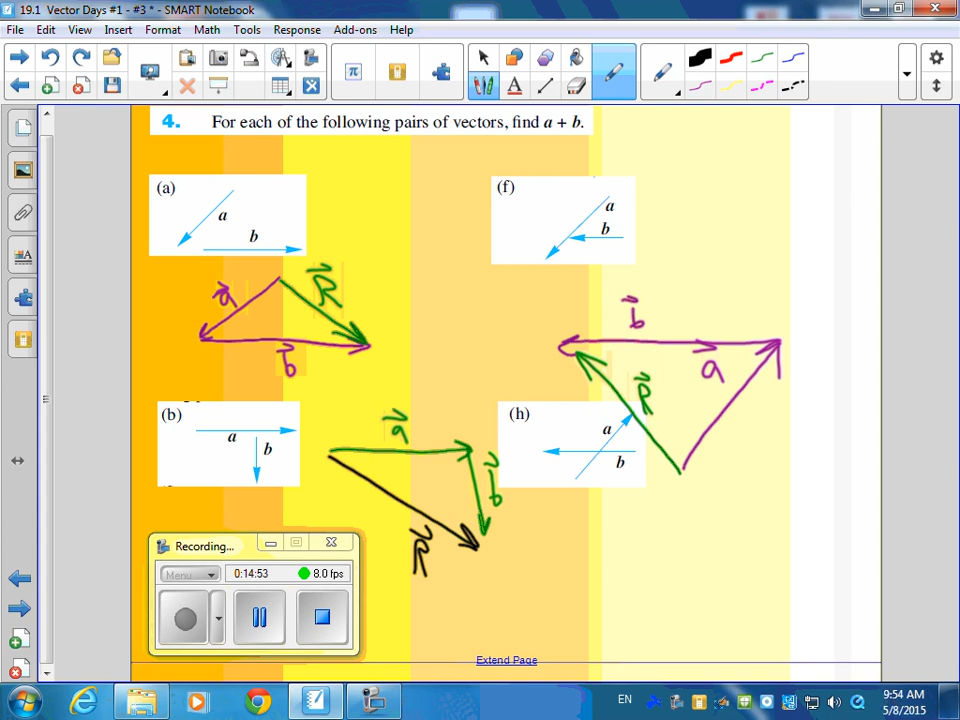 19.1 Vector Days #1 - #3 * - SMART Notebook
File Edit View Insert Format Math Tools Response Add-ons Help
4. For each of the following pairs of vectors, find a + b.
(a)
a
b
(f)
a
b
a
R
b
b
a
R
(b)
a
b
a
b
R
(h)
a
b
Recording...
Menu
0:14:53
8.0 fps
Extend Page
EN
9:54 AM
5/8/2015